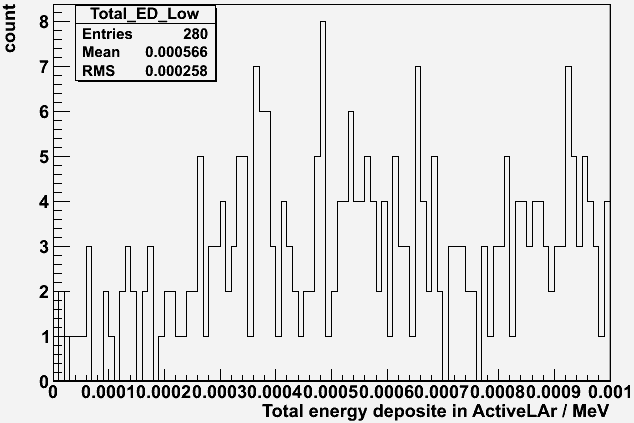 Total_ED_Low
Entries 280
Mean 0.000566
RMS 0.000258
count
8
7
6
5
4
3
2
1
0
0 0.0001 0.0002 0.0003 0.0004 0.0005 0.0006 0.0007 0.0008 0.0009 0.001
Total energy deposite in ActiveLAr / MeV